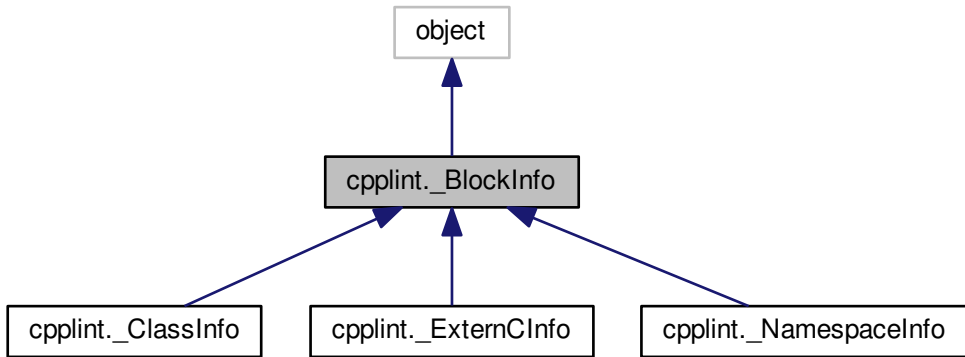 object
cpplint._BlockInfo
cpplint._ClassInfo
cpplint._ExternCInfo
cpplint._NamespaceInfo